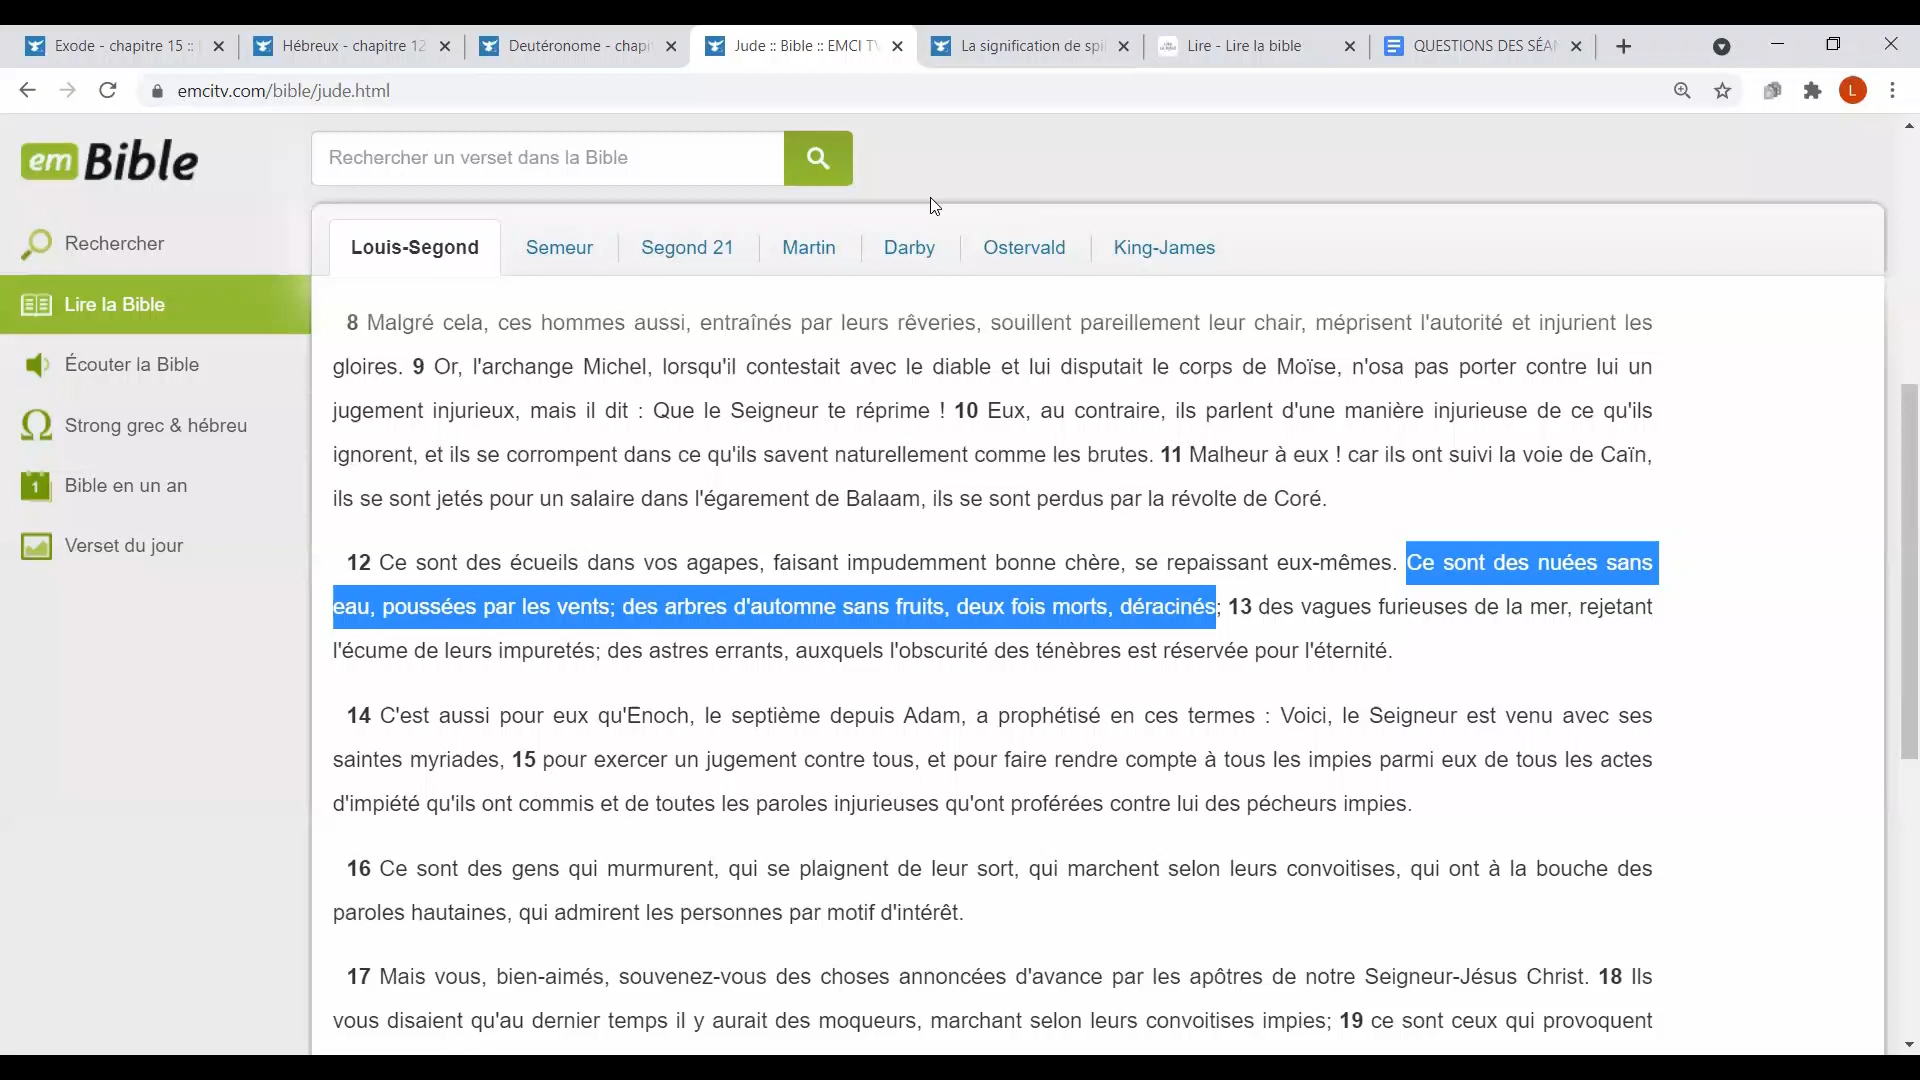 Exode - chapitre 15 ::
Hébreux - chapitre 12
Deutéronome - chapi
Jude :: Bible :: EMCI TV
La signification de spi
Lire - Lire la bible
QUESTIONS DES SÉAN
emcitv.com/bible/jude.html
L
em Bible
Rechercher un verset dans la Bible
Rechercher
Lire la Bible
Écouter la Bible
Strong grec & hébreu
1
Bible en un an
Verset du jour
Louis-Segond
Semeur
Segond 21
Martin
Darby
Ostervald
King-James
8 Malgré cela, ces hommes aussi, entraînés par leurs rêveries, souillent pareillement leur chair, méprisent l'autorité et injurient les
gloires. 9 Or, l'archange Michel, lorsqu'il contestait avec le diable et lui disputait le corps de Moïse, n'osa pas porter contre lui un
jugement injurieux, mais il dit : Que le Seigneur te réprime ! 10 Eux, au contraire, ils parlent d'une manière injurieuse de ce qu'ils
ignorent, et ils se corrompent dans ce qu'ils savent naturellement comme les brutes. 11 Malheur à eux ! car ils ont suivi la voie de Caïn,
ils se sont jetés pour un salaire dans l'égarement de Balaam, ils se sont perdus par la révolte de Coré.
12 Ce sont des écueils dans vos agapes, faisant impudemment bonne chère, se repaissant eux-mêmes. Ce sont des nuées sans
eau, poussées par les vents; des arbres d'automne sans fruits, deux fois morts, déracinés; 13 des vagues furieuses de la mer, rejetant
l'écume de leurs impuretés; des astres errants, auxquels l'obscurité des ténèbres est réservée pour l'éternité.
14 C'est aussi pour eux qu'Enoch, le septième depuis Adam, a prophétisé en ces termes : Voici, le Seigneur est venu avec ses
saintes myriades, 15 pour exercer un jugement contre tous, et pour faire rendre compte à tous les impies parmi eux de tous les actes
d'impiété qu'ils ont commis et de toutes les paroles injurieuses qu'ont proférées contre lui des pécheurs impies.
16 Ce sont des gens qui murmurent, qui se plaignent de leur sort, qui marchent selon leurs convoitises, qui ont à la bouche des
paroles hautaines, qui admirent les personnes par motif d'intérêt.
17 Mais vous, bien-aimés, souvenez-vous des choses annoncées d'avance par les apôtres de notre Seigneur-Jésus Christ. 18 Ils
vous disaient qu'au dernier temps il y aurait des moqueurs, marchant selon leurs convoitises impies; 19 ce sont ceux qui provoquent